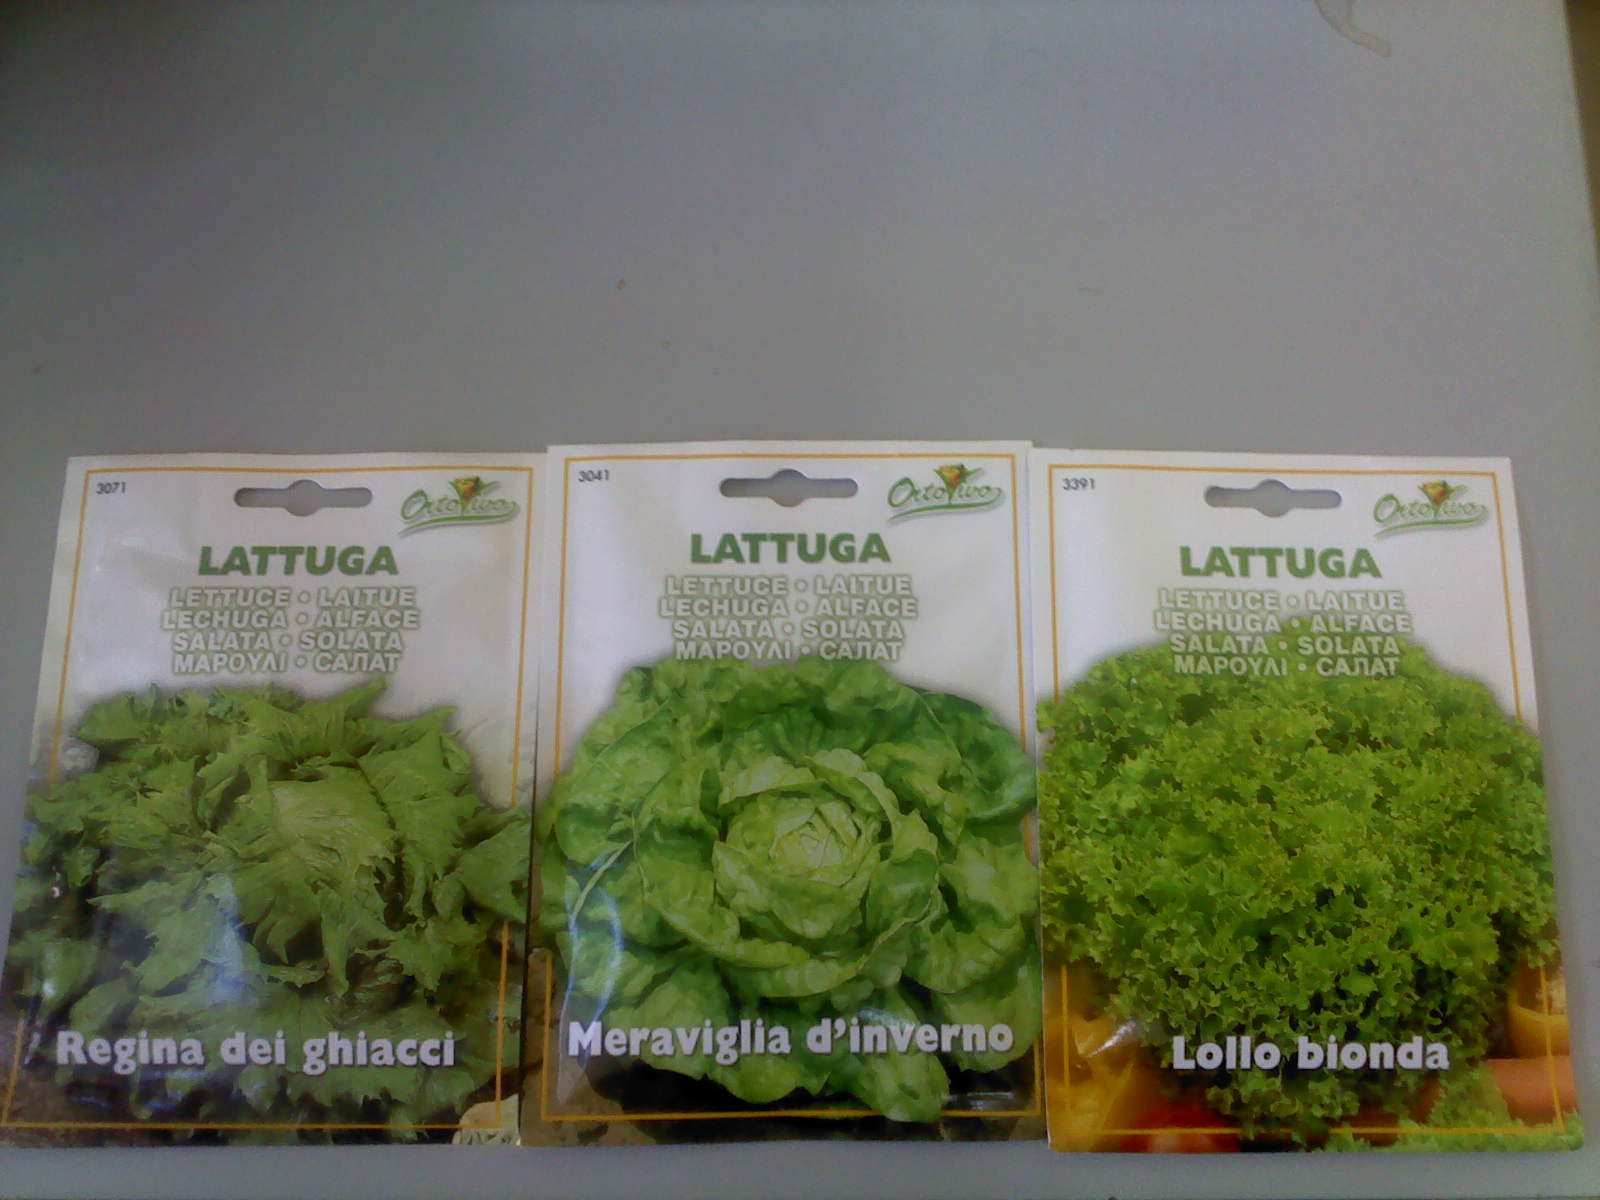 3071
OrtoVivo
LATTUGA
LETTUCE • LAITUE
LECHUGA • ALFACE
SALATA • SOLATA
ΜΑΡΟΥΛΙ • САЛАТ
Regina dei ghiacci
3041
OrtoVivo
LATTUGA
LETTUCE • LAITUE
LECHUGA • ALFACE
SALATA • SOLATA
ΜΑΡΟΥΛΙ • САЛАТ
Meraviglia d'inverno
3391
OrtoVivo
LATTUGA
LETTUCE • LAITUE
LECHUGA • ALFACE
SALATA • SOLATA
ΜΑΡΟΥΛΙ • САЛАТ
Lollo bionda